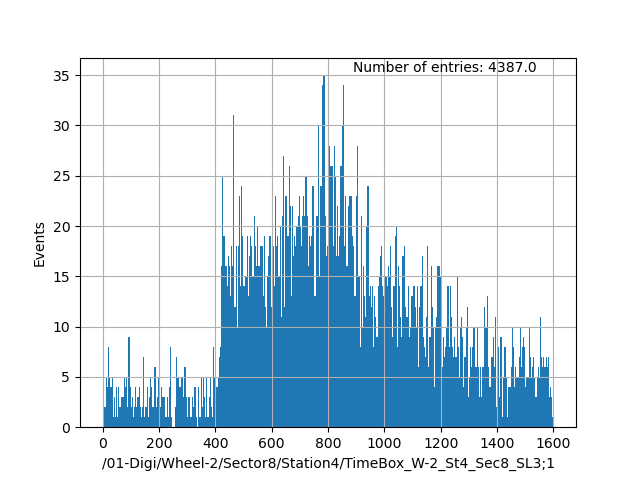 Number of entries: 4387.0
35
30
25
20
15
10
5
0
Events
0 200 400 600 800 1000 1200 1400 1600
/01-Digi/Wheel-2/Sector8/Station4/TimeBox_W-2_St4_Sec8_SL3;1